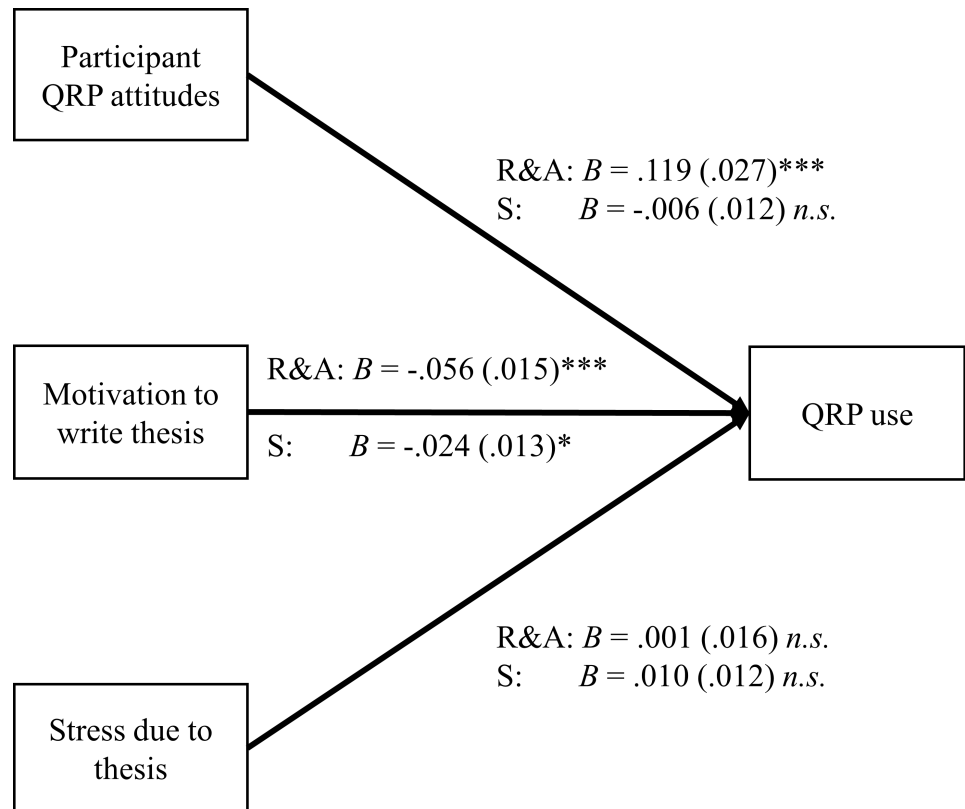 Participant
QRP attitudes
R&A: B = .119 (.027)***
S: B = -.006 (.012) n.s.
Motivation to
write thesis
R&A: B = -.056 (.015)***
S: B = -.024 (.013)*
QRP use
R&A: B = .001 (.016) n.s.
S: B = .010 (.012) n.s.
Stress due to
thesis